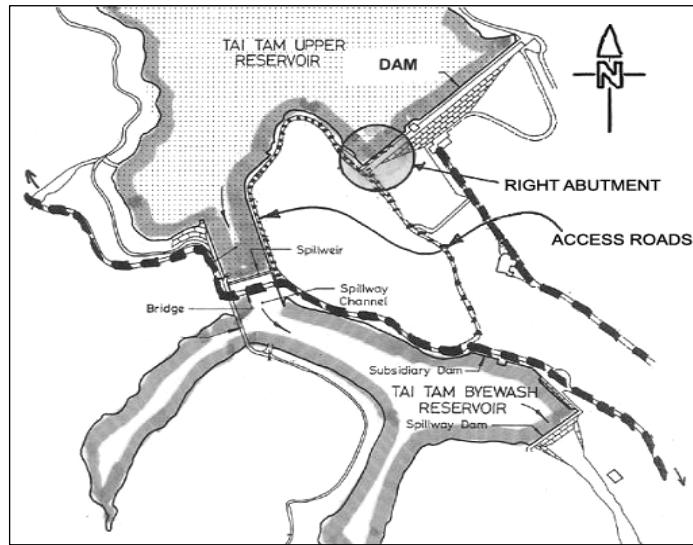 TAI TAM UPPER
RESERVOIR
DAM
N
RIGHT ABUTMENT
ACCESS ROADS
Spillweir
Spillway
Channel
Bridge
Subsidiary Dam
TAI TAM BYEWASH
RESERVOIR
Spillway Dam